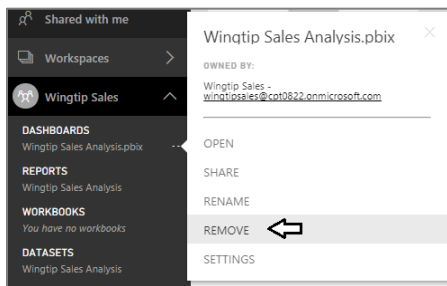 Shared with me
Workspaces
Wingtip Sales
DASHBOARDS
Wingtip Sales Analysis.pbix
REPORTS
Wingtip Sales Analysis
WORKBOOKS
You have no workbooks
DATASETS
Wingtip Sales Analysis
Wingtip Sales Analysis.pbix
OWNED BY:
Wingtip Sales -
wingtipsales@cpt0822.onmicrosoft.com
OPEN
SHARE
RENAME
REMOVE
SETTINGS